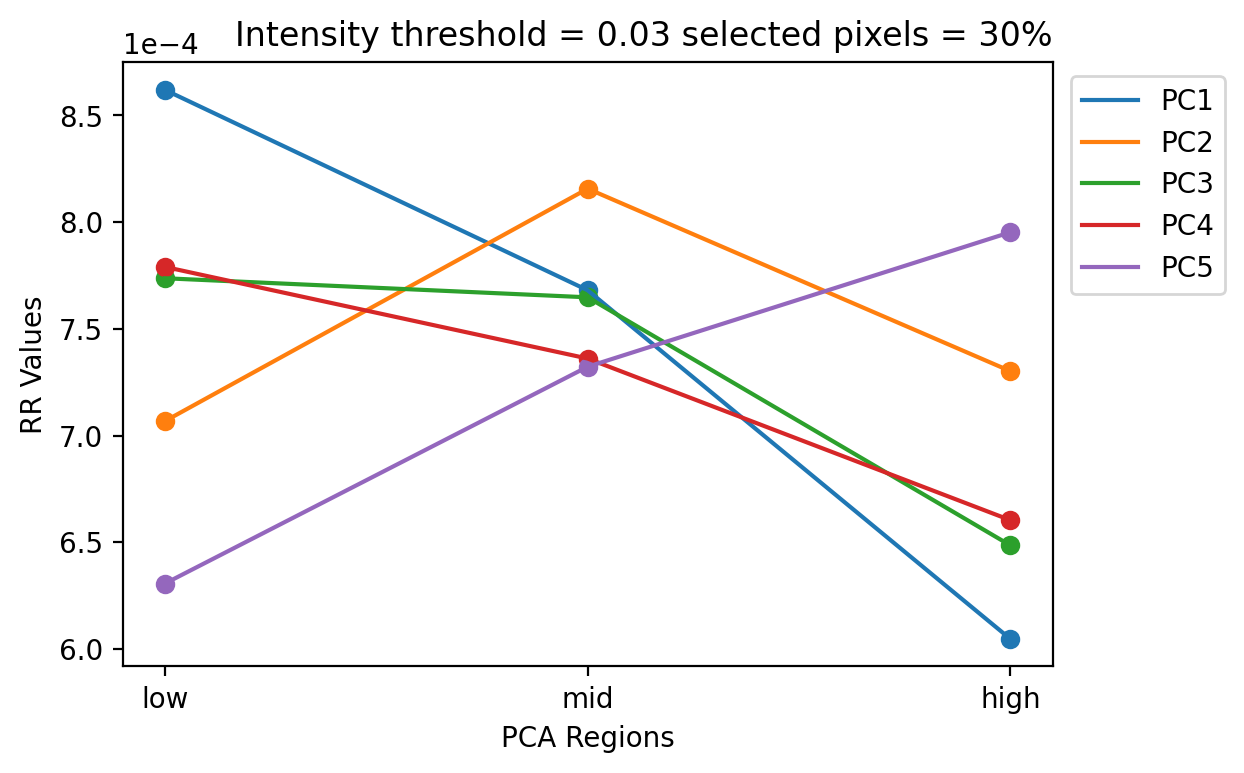 Intensity threshold = 0.03 selected pixels = 30%
1e−4
8.5
8.0
7.5
7.0
6.5
6.0
RR Values
low
mid
high
PCA Regions
PC1
PC2
PC3
PC4
PC5